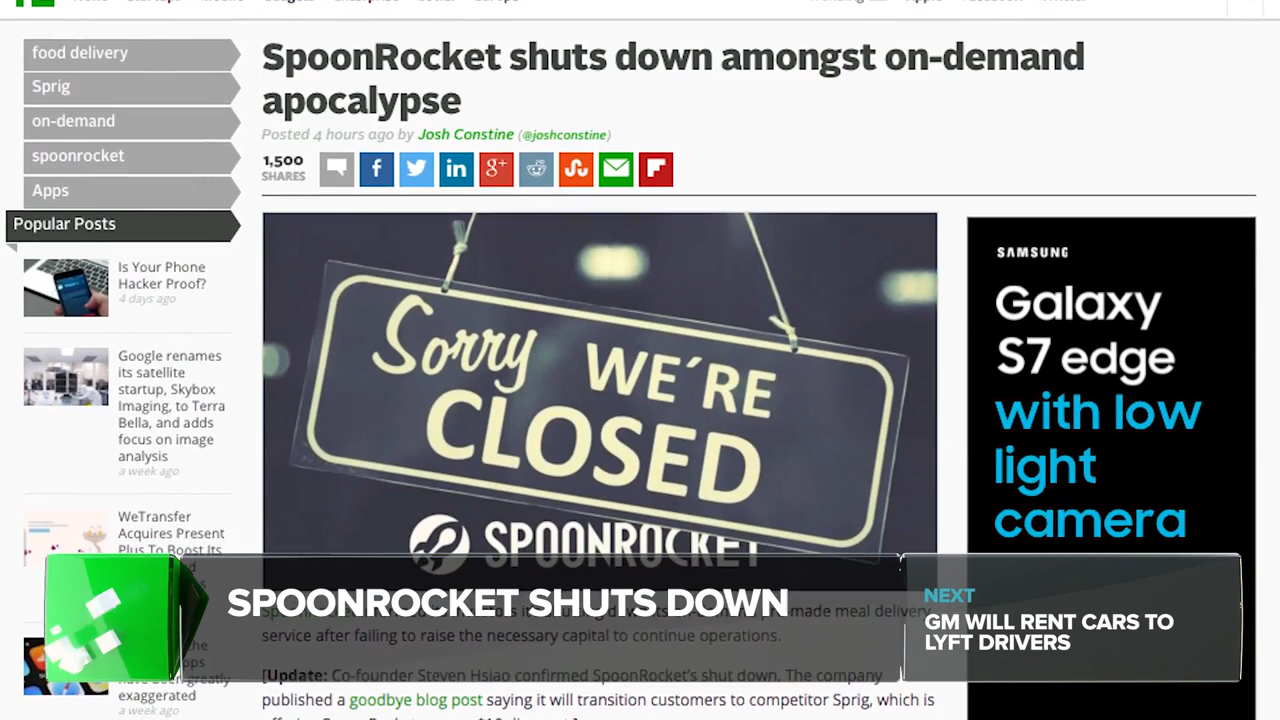 food delivery
Sprig
on-demand
spoonrocket
Apps
Popular Posts
Is Your Phone
Hacker Proof?
4 days ago
Google renames
its satellite
startup, Skybox
Imaging, to Terra
Bella, and adds
focus on image
analysis
a week ago
WeTransfer
Acquires Present
Plus To Boost Its
exaggerated
a week ago
SpoonRocket shuts down amongst on-demand
apocalypse
Posted 4 hours ago by Josh Constine (@joshconstine)
1,500
SHARES
f
in
g+
Sorry WE´RE
CLOSED
SPOONROCKET
made meal delivery
service after failing to raise the necessary capital to continue operations.
[Update: Co-founder Steven Hsiao confirmed SpoonRocket's shut down. The company
published a goodbye blog post saying it will transition customers to competitor Sprig, which is
SAMSUNG
Galaxy
S7 edge
with low
light
camera
SPOONROCKET SHUTS DOWN
NEXT
GM WILL RENT CARS TO
LYFT DRIVERS